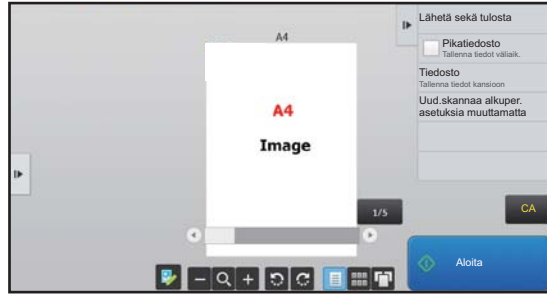 A4
A4
Image
1/5
Lähetä sekä tulosta
Pikatiedosto
Tallenna tiedot väliaik.
Tiedosto
Tallenna tiedot kansioon
Uud.skannaa alkuper.
asetuksia muuttamatta
CA
Aloita